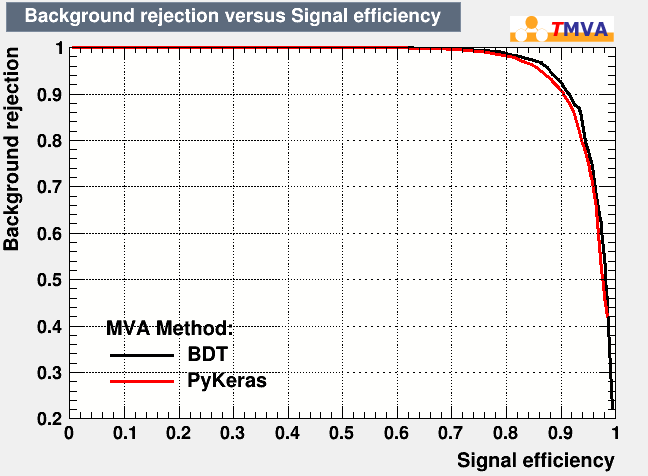 Background rejection versus Signal efficiency
TMVA
Background rejection
1
0.9
0.8
0.7
0.6
0.5
0.4
0.3
0.2
MVA Method:
BDT
PyKeras
0 0.1 0.2 0.3 0.4 0.5 0.6 0.7 0.8 0.9 1
Signal efficiency